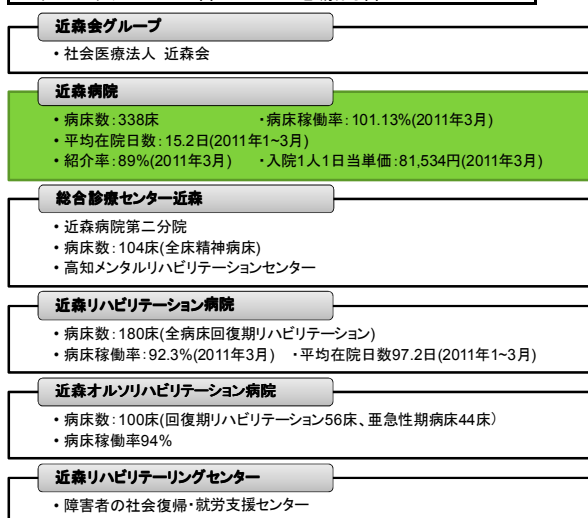 近森会グループ
・社会医療法人 近森会
近森病院
・病床数:338床 ・病床稼働率:101.13%(2011年3月)
・平均在院日数:15.2日(2011年1~3月)
・紹介率:89%(2011年3月) ・入院1人1日当単価:81,534円(2011年3月)
総合診療センター近森
・近森病院第二分院
・病床数:104床(全床精神病床)
・高知メンタルリハビリテーションセンター
近森リハビリテーション病院
・病床数:180床(全病床回復期リハビリテーション)
・病床稼働率:92.3%(2011年3月) ・平均在院日数97.2日(2011年1~3月)
近森オルソリハビリテーション病院
・病床数:100床(回復期リハビリテーション56床、亜急性期病床44床)
・病床稼働率94%
近森リハビリテーリングセンター
・障害者の社会復帰・就労支援センター